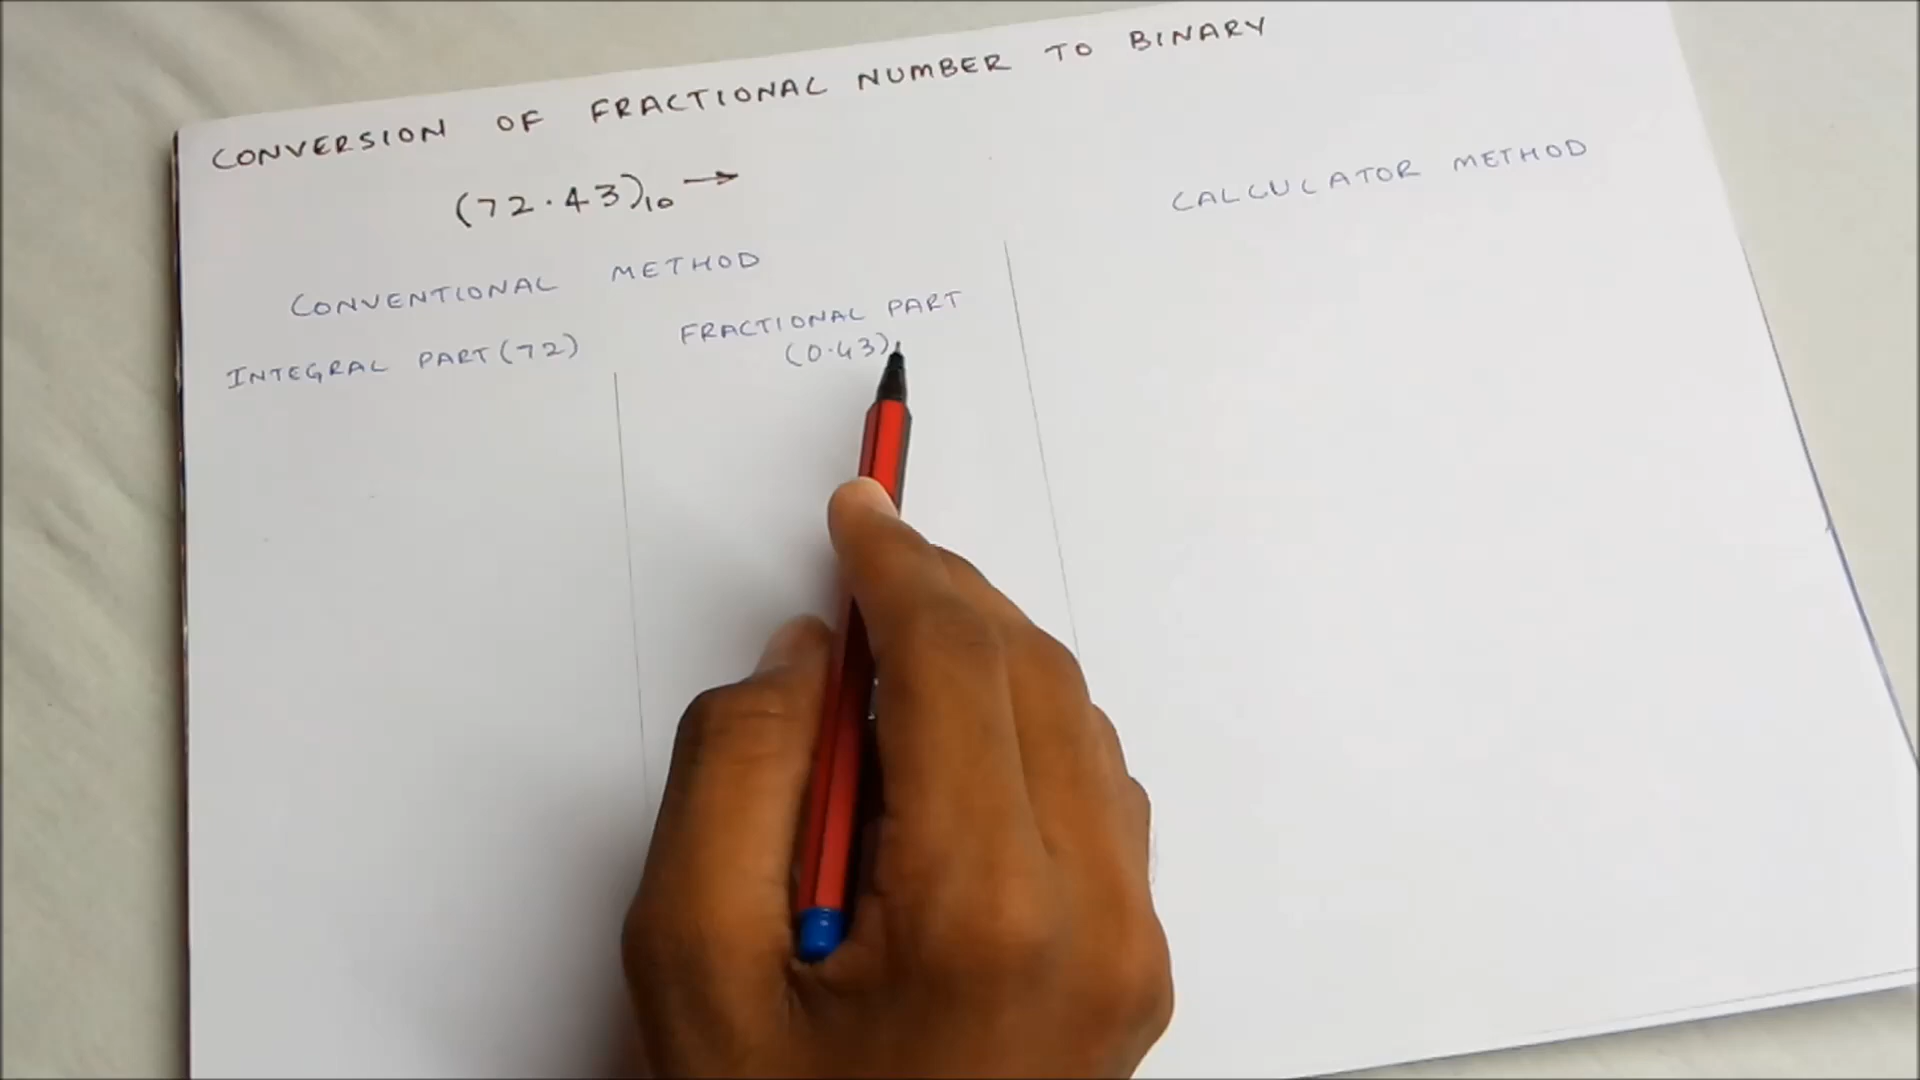 CONVERSION OF FRACTIONAL NUMBER TO BINARY
(72.43)10 →
CALCULATOR METHOD
CONVENTIONAL METHOD
INTEGRAL PART (72)
FRACTIONAL PART
(0.43)